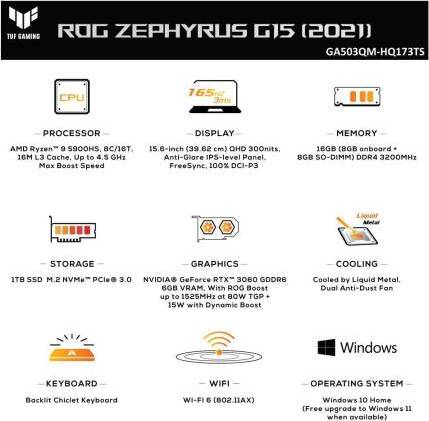 TUF GAMING
ROG ZEPHYRUS G15 (2021)
GA503QM-HQ173TS
CPU
165Hz
3ms
PROCESSOR
AMD Ryzen™ 9 5900HS, 8C/16T,
16M L3 Cache, Up to 4.5 GHz
Max Boost Speed
DISPLAY
15.6-inch (39.62 cm) QHD 300nits,
Anti-Glare IPS-level Panel,
FreeSync, 100% DCI-P3
MEMORY
16GB (8GB onboard +
8GB SO-DIMM) DDR4 3200MHz
STORAGE
1TB SSD M.2 NVMe™ PCIe® 3.0
GRAPHICS
NVIDIA® GeForce RTX™ 3060 GDDR6
6GB VRAM, With ROG Boost
up to 1525MHz at 80W TGP +
15W with Dynamic Boost
Liquid
Metal
COOLING
Cooled by Liquid Metal,
Dual Anti-Dust Fan
KEYBOARD
Backlit Chiclet Keyboard
WIFI
WI-FI 6 (802.11AX)
Windows
OPERATING SYSTEM
Windows 10 Home
(Free upgrade to Windows 11
when available)